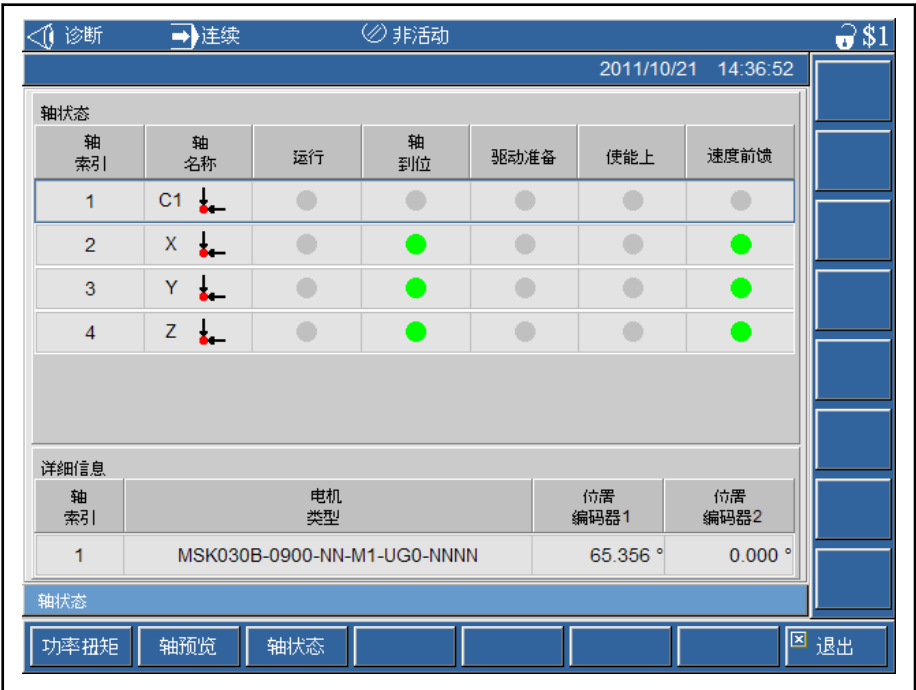 诊断 连续 非活动 $1
2011/10/21 14:36:52
轴状态
轴索引 轴名称 运行 轴到位 驱动准备 使能上 速度前馈
1 C1
2 X
3 Y
4 Z
详细信息
轴索引 电机类型 位置编码器1 位置编码器2
1 MSK030B-0900-NN-M1-UG0-NNNN 65.356 ° 0.000 °
轴状态
功率扭矩 轴预览 轴状态 退出